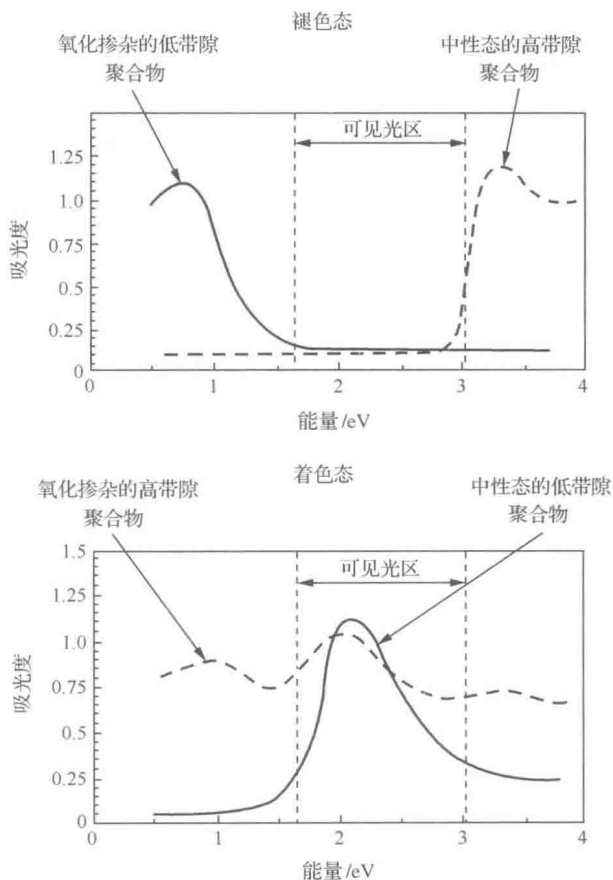 褪色态
氧化掺杂的低带隙
聚合物
中性态的高带隙
聚合物
可见光区
1.25
1.0
0.75
0.5
0.25
0
吸光度
0 1 2 3 4
能量/eV
着色态
氧化掺杂的高带隙
聚合物
中性态的低带隙
聚合物
可见光区
1.5
1.25
1.0
0.75
0.5
0.25
0
吸光度
0 1 2 3 4
能量/eV